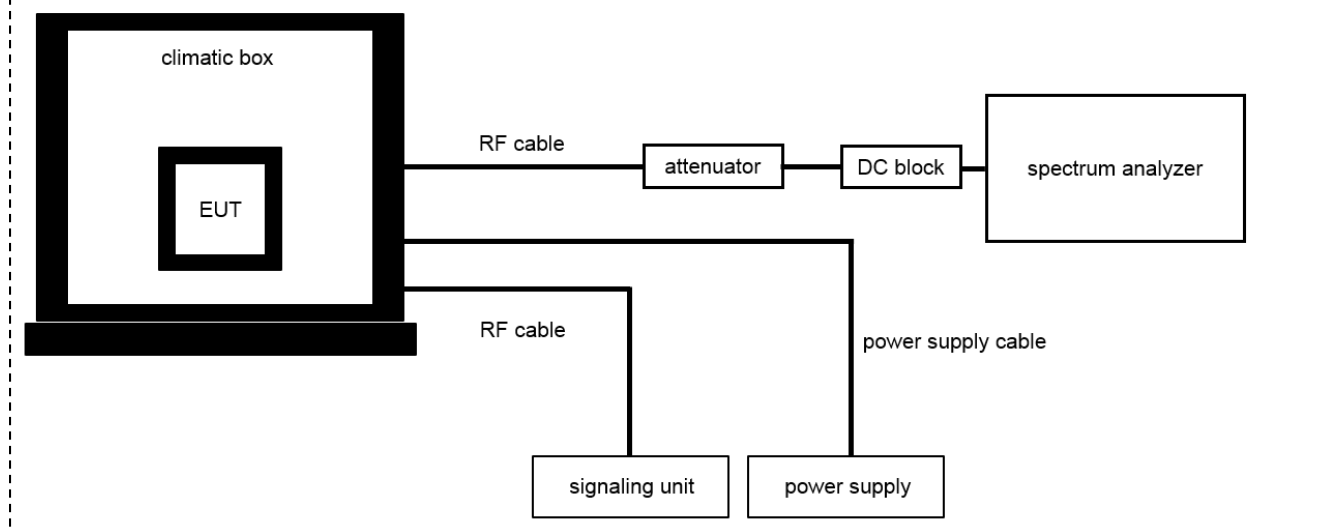 climatic box
RF cable
attenuator
DC block
spectrum analyzer
EUT
RF cable
power supply cable
signaling unit
power supply